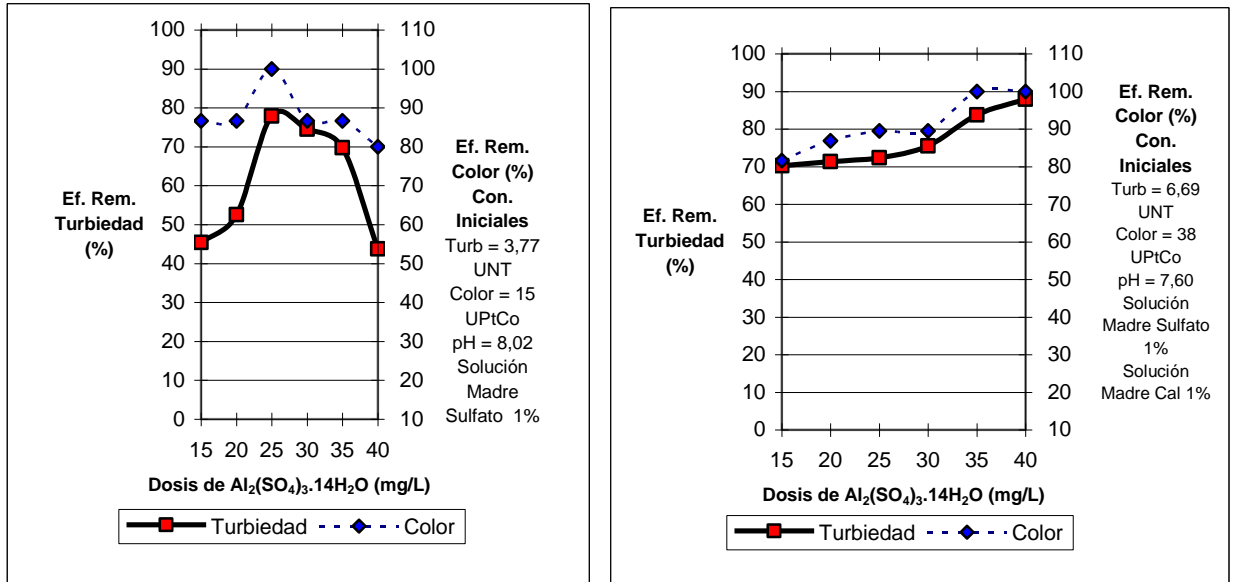 100
90
80
70
60
50
40
30
20
10
0
Ef. Rem.
Turbiedad
(%)
110
100
90
80
70
60
50
40
30
20
10
Ef. Rem.
Color (%)
Con.
Iniciales
Turb = 3,77
UNT
Color = 15
UPtCo
pH = 8,02
Solución
Madre
Sulfato 1%
15 20 25 30 35 40
Dosis de Al₂(SO₄)₃.14H₂O (mg/L)
Turbiedad Color
100
90
80
70
60
50
40
30
20
10
0
Ef. Rem.
Turbiedad
(%)
110
100
90
80
70
60
50
40
30
20
10
Ef. Rem.
Color (%)
Con.
Iniciales
Turb = 6,69
UNT
Color = 38
UPtCo
pH = 7,60
Solución
Madre Sulfato
1%
Solución
Madre Cal 1%
15 20 25 30 35 40
Dosis de Al₂(SO₄)₃.14H₂O (mg/L)
Turbiedad Color